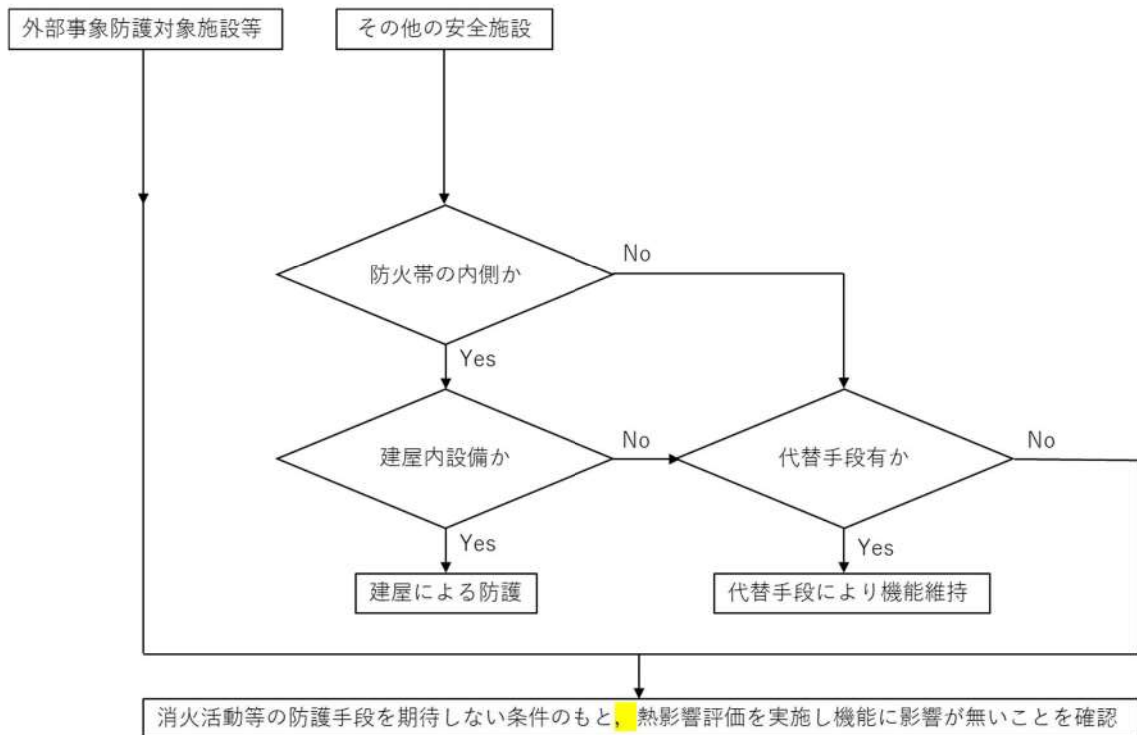 外部事象防護対象施設等
その他の安全施設
防火帯の内側か
No
Yes
建屋内設備か
No
代替手段有か
No
Yes
Yes
建屋による防護
代替手段により機能維持
消火活動等の防護手段を期待しない条件のもと，熱影響評価を実施し機能に影響が無いことを確認